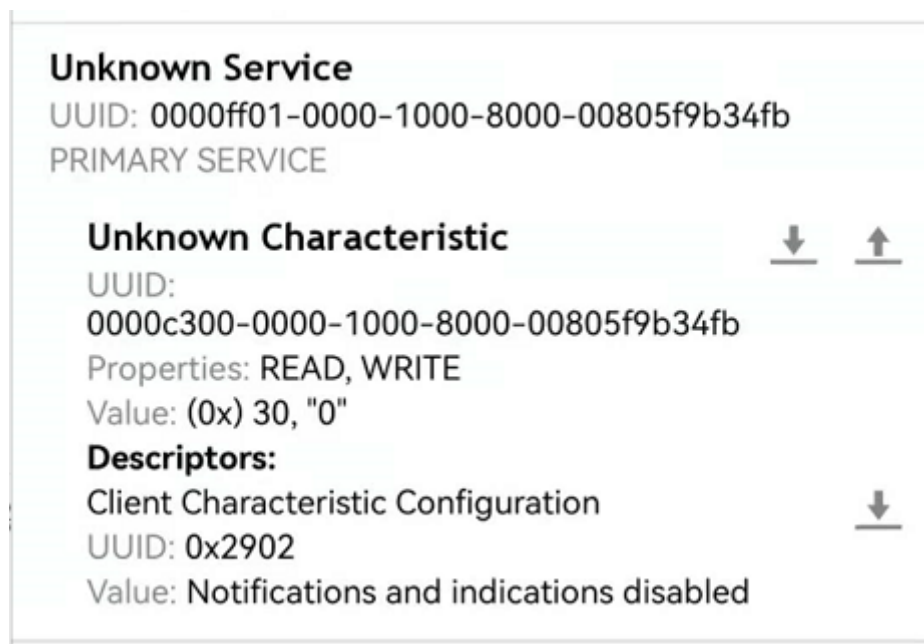 Unknown Service
UUID: 0000ff01-0000-1000-8000-00805f9b34fb
PRIMARY SERVICE
Unknown Characteristic
UUID:
0000c300-0000-1000-8000-00805f9b34fb
Properties: READ, WRITE
Value: (0x) 30, "0"
Descriptors:
Client Characteristic Configuration
UUID: 0x2902
Value: Notifications and indications disabled